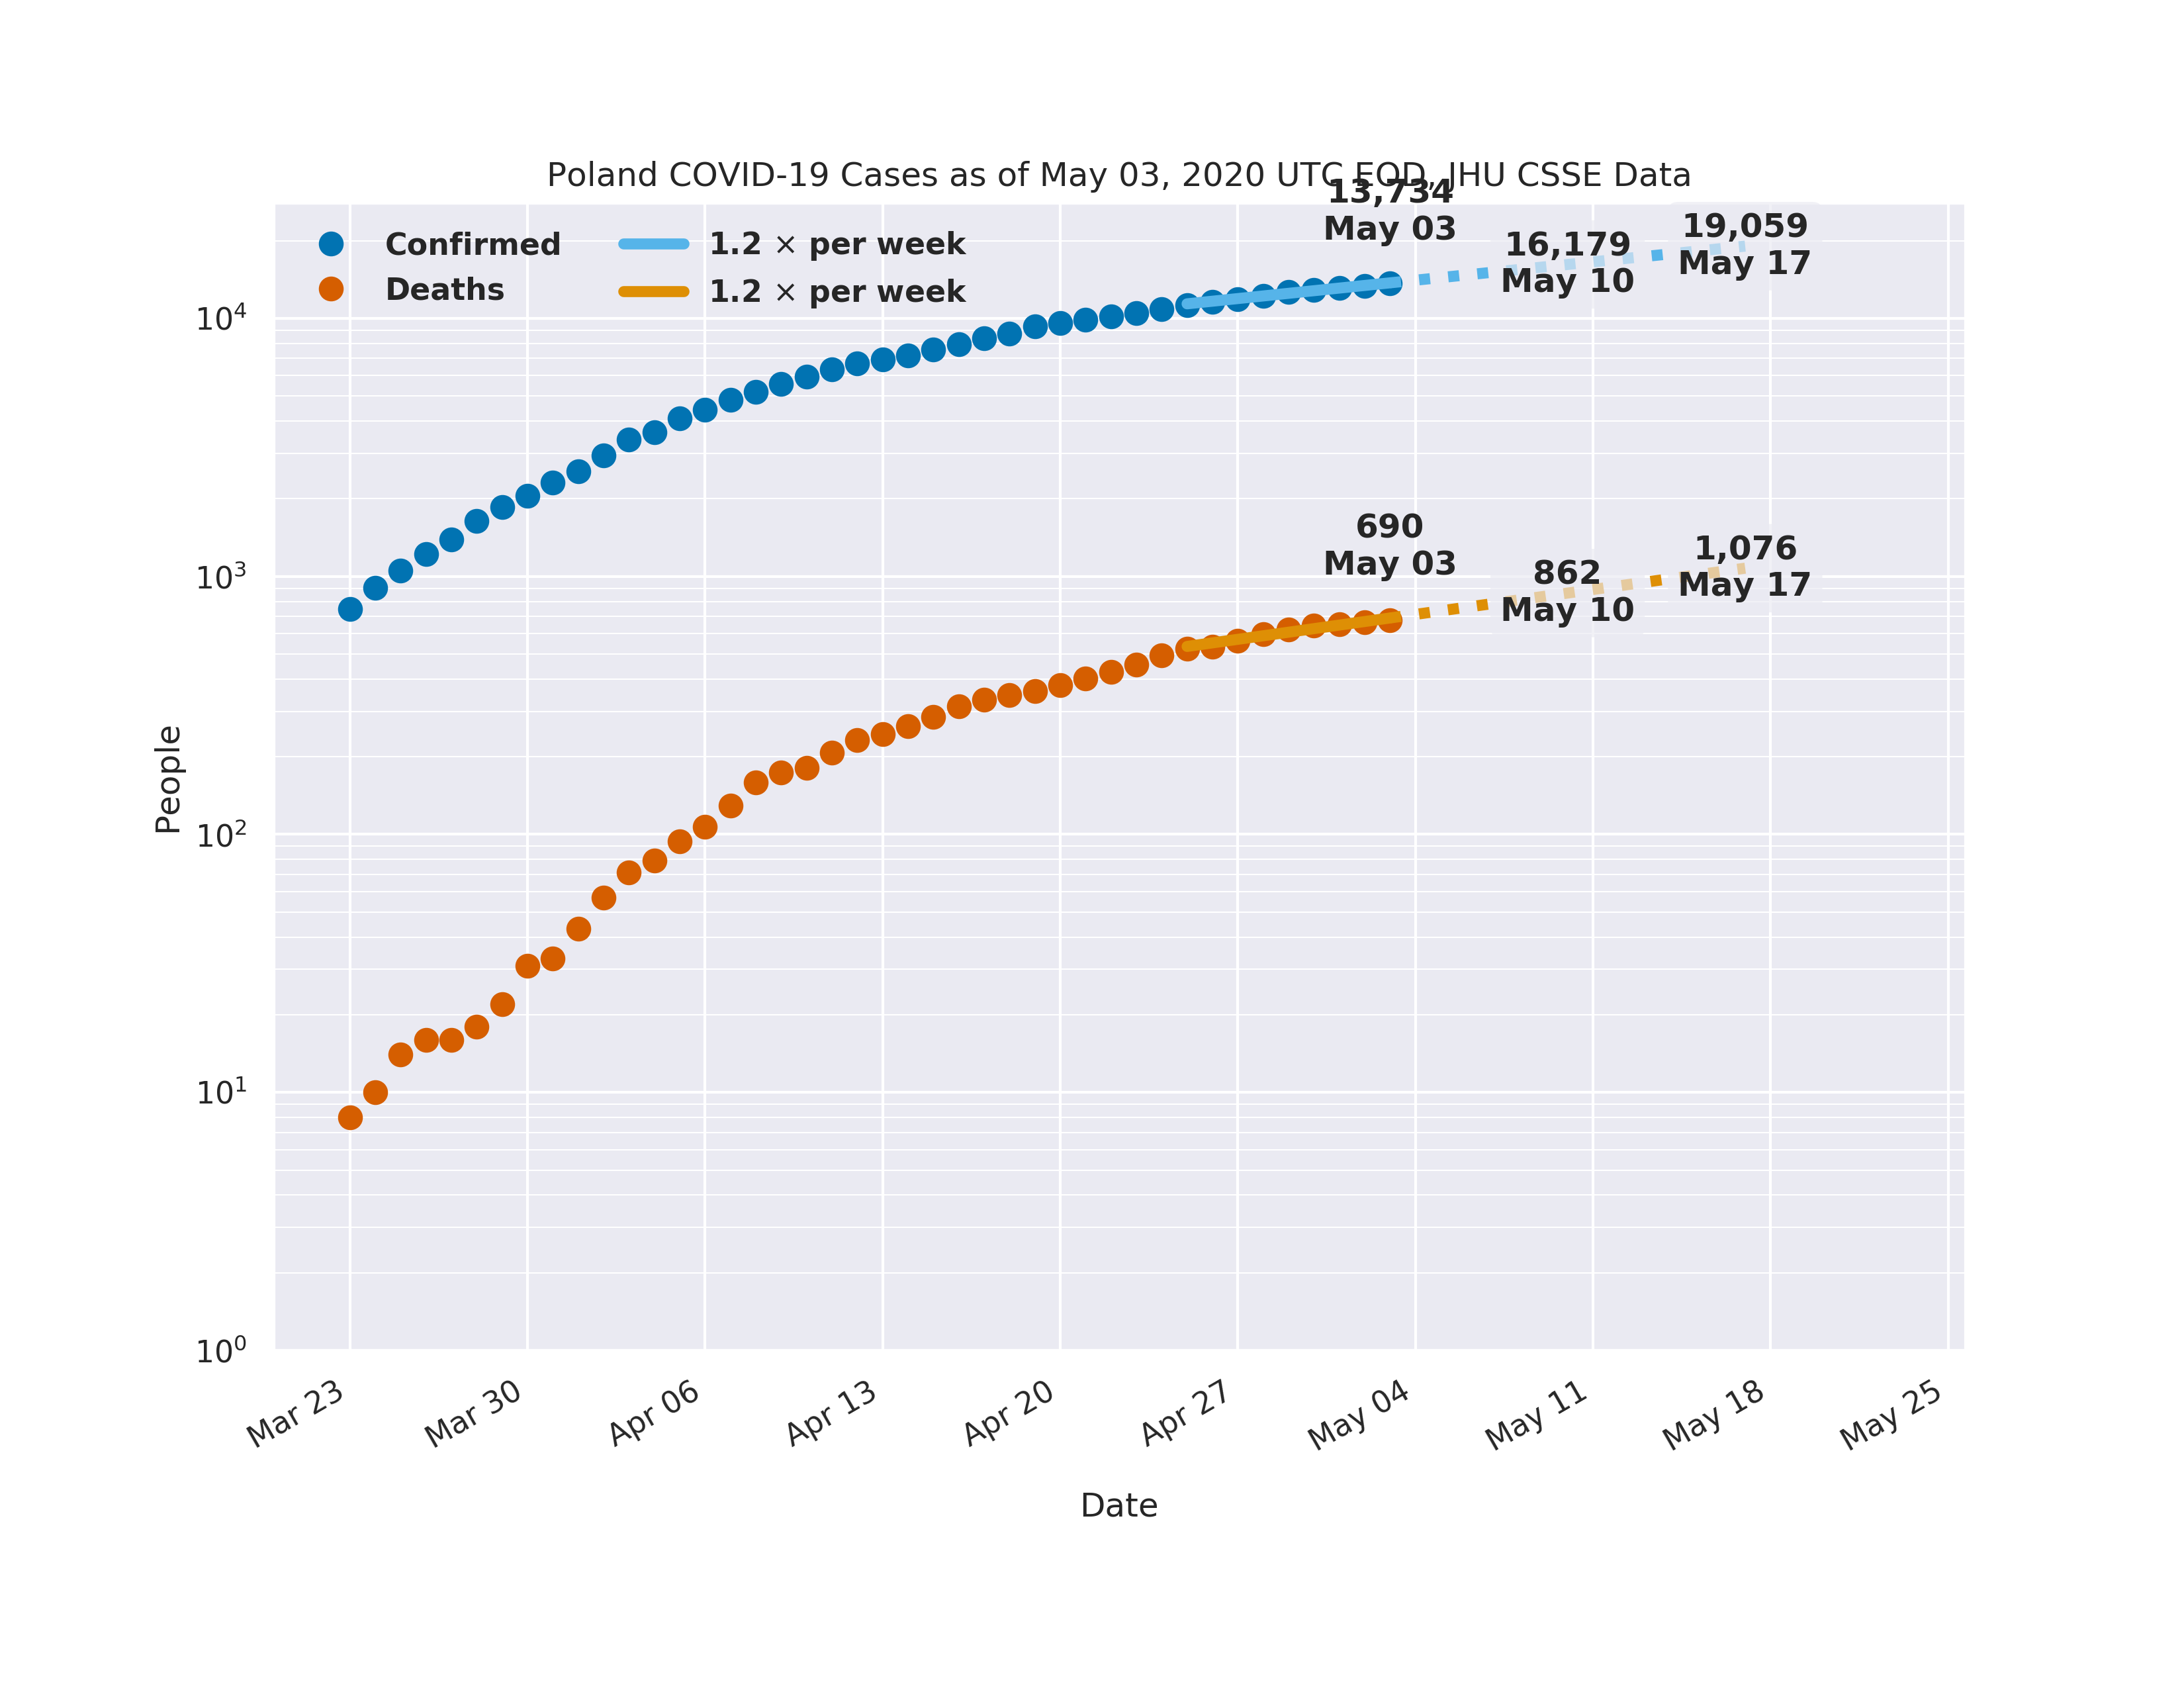 Poland COVID-19 Cases as of May 03, 2020 UTC EOD, JHU CSSE Data
Confirmed
Deaths
1.2 × per week
1.2 × per week
13,734
May 03
16,179
May 10
19,059
May 17
690
May 03
862
May 10
1,076
May 17
People
10⁴
10³
10²
10¹
10⁰
Mar 23
Mar 30
Apr 06
Apr 13
Apr 20
Apr 27
May 04
May 11
May 18
May 25
Date